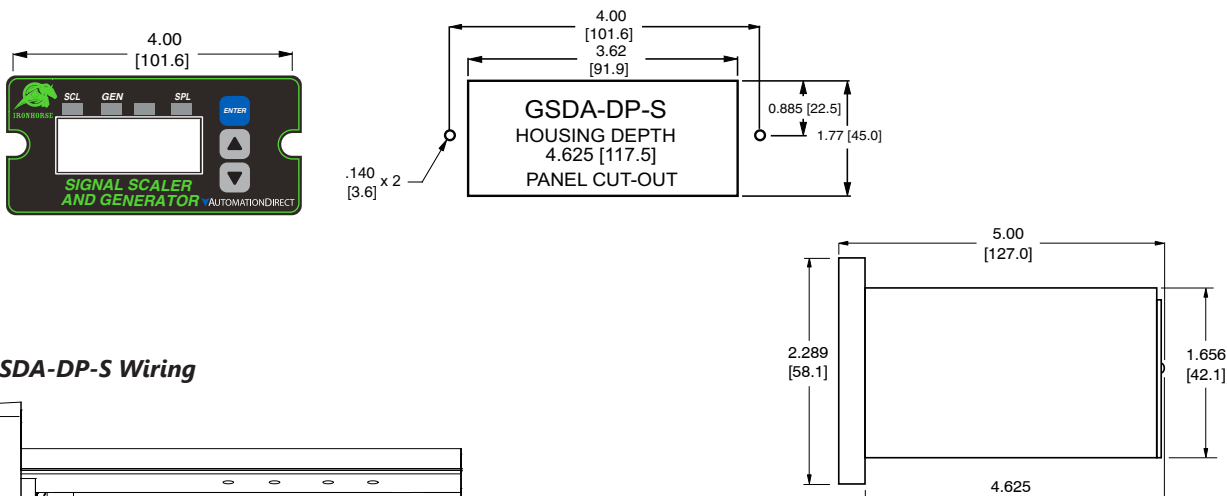 4.00
[101.6]
IRONHORSE
SCL GEN SPL
ENTER
SIGNAL SCALER
AND GENERATOR
AUTOMATIONDIRECT
4.00
[101.6]
3.62
[91.9]
GSDA-DP-S
HOUSING DEPTH
4.625 [117.5]
PANEL CUT-OUT
0.885 [22.5]
1.77 [45.0]
.140 x 2
[3.6]
5.00
[127.0]
2.289
[58.1]
1.656
[42.1]
4.625
SDA-DP-S Wiring